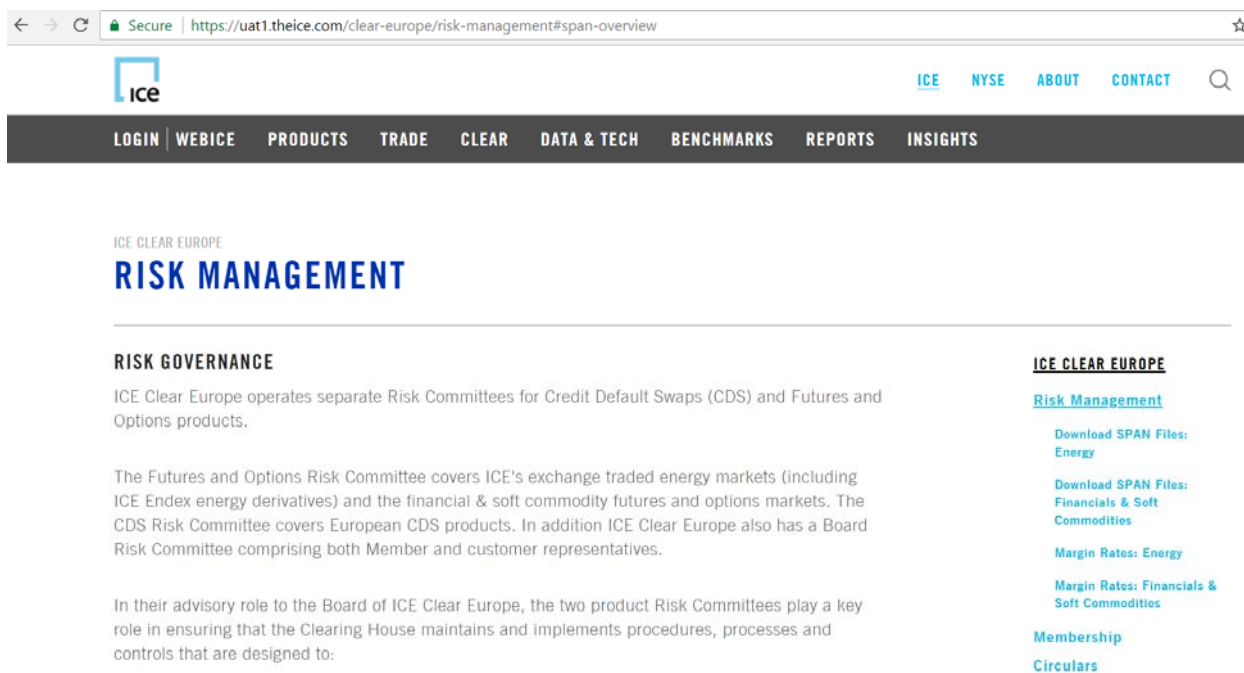 Secure | https://uat1.theice.com/clear-europe/risk-management#span-overview
ice
ICE NYSE ABOUT CONTACT
LOGIN | WEBICE PRODUCTS TRADE CLEAR DATA & TECH BENCHMARKS REPORTS INSIGHTS
ICE CLEAR EUROPE
RISK MANAGEMENT
RISK GOVERNANCE
ICE Clear Europe operates separate Risk Committees for Credit Default Swaps (CDS) and Futures and
Options products.
The Futures and Options Risk Committee covers ICE's exchange traded energy markets (including
ICE Endex energy derivatives) and the financial & soft commodity futures and options markets. The
CDS Risk Committee covers European CDS products. In addition ICE Clear Europe also has a Board
Risk Committee comprising both Member and customer representatives.
In their advisory role to the Board of ICE Clear Europe, the two product Risk Committees play a key
role in ensuring that the Clearing House maintains and implements procedures, processes and
controls that are designed to:
ICE CLEAR EUROPE
Risk Management
Download SPAN Files:
Energy
Download SPAN Files:
Financials & Soft
Commodities
Margin Rates: Energy
Margin Rates: Financials &
Soft Commodities
Membership
Circulars